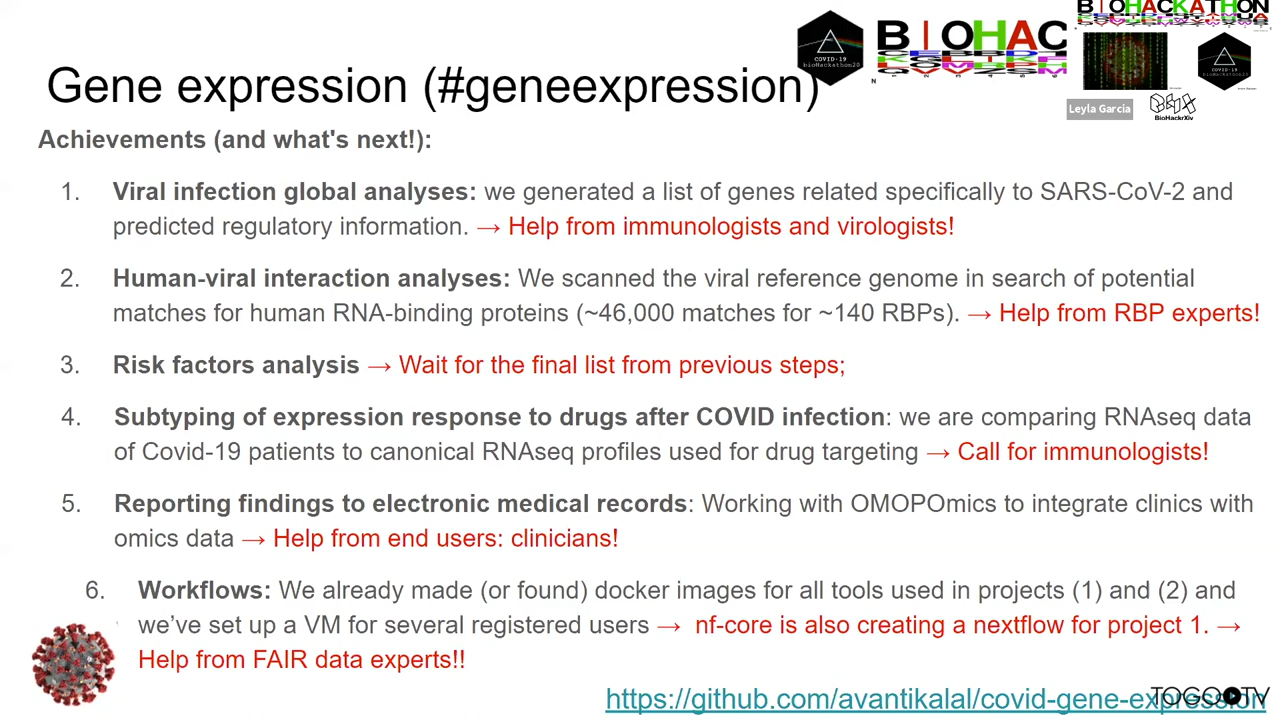 BIOHACKATHON
COVID-19
bioHackathon20
BIOHAC
COVID-19
bioHackathon20
Gene expression (#geneexpression)
Leyla Garcia
BioHackrXiv
Achievements (and what's next!):
1. Viral infection global analyses: we generated a list of genes related specifically to SARS-CoV-2 and
predicted regulatory information. → Help from immunologists and virologists!
2. Human-viral interaction analyses: We scanned the viral reference genome in search of potential
matches for human RNA-binding proteins (~46,000 matches for ~140 RBPs). → Help from RBP experts!
3. Risk factors analysis → Wait for the final list from previous steps;
4. Subtyping of expression response to drugs after COVID infection: we are comparing RNAseq data
of Covid-19 patients to canonical RNAseq profiles used for drug targeting → Call for immunologists!
5. Reporting findings to electronic medical records: Working with OMOPOmics to integrate clinics with
omics data → Help from end users: clinicians!
6. Workflows: We already made (or found) docker images for all tools used in projects (1) and (2) and
we've set up a VM for several registered users → nf-core is also creating a nextflow for project 1. →
Help from FAIR data experts!!
https://github.com/avantikalal/covid-gene-expression
TOGOTV